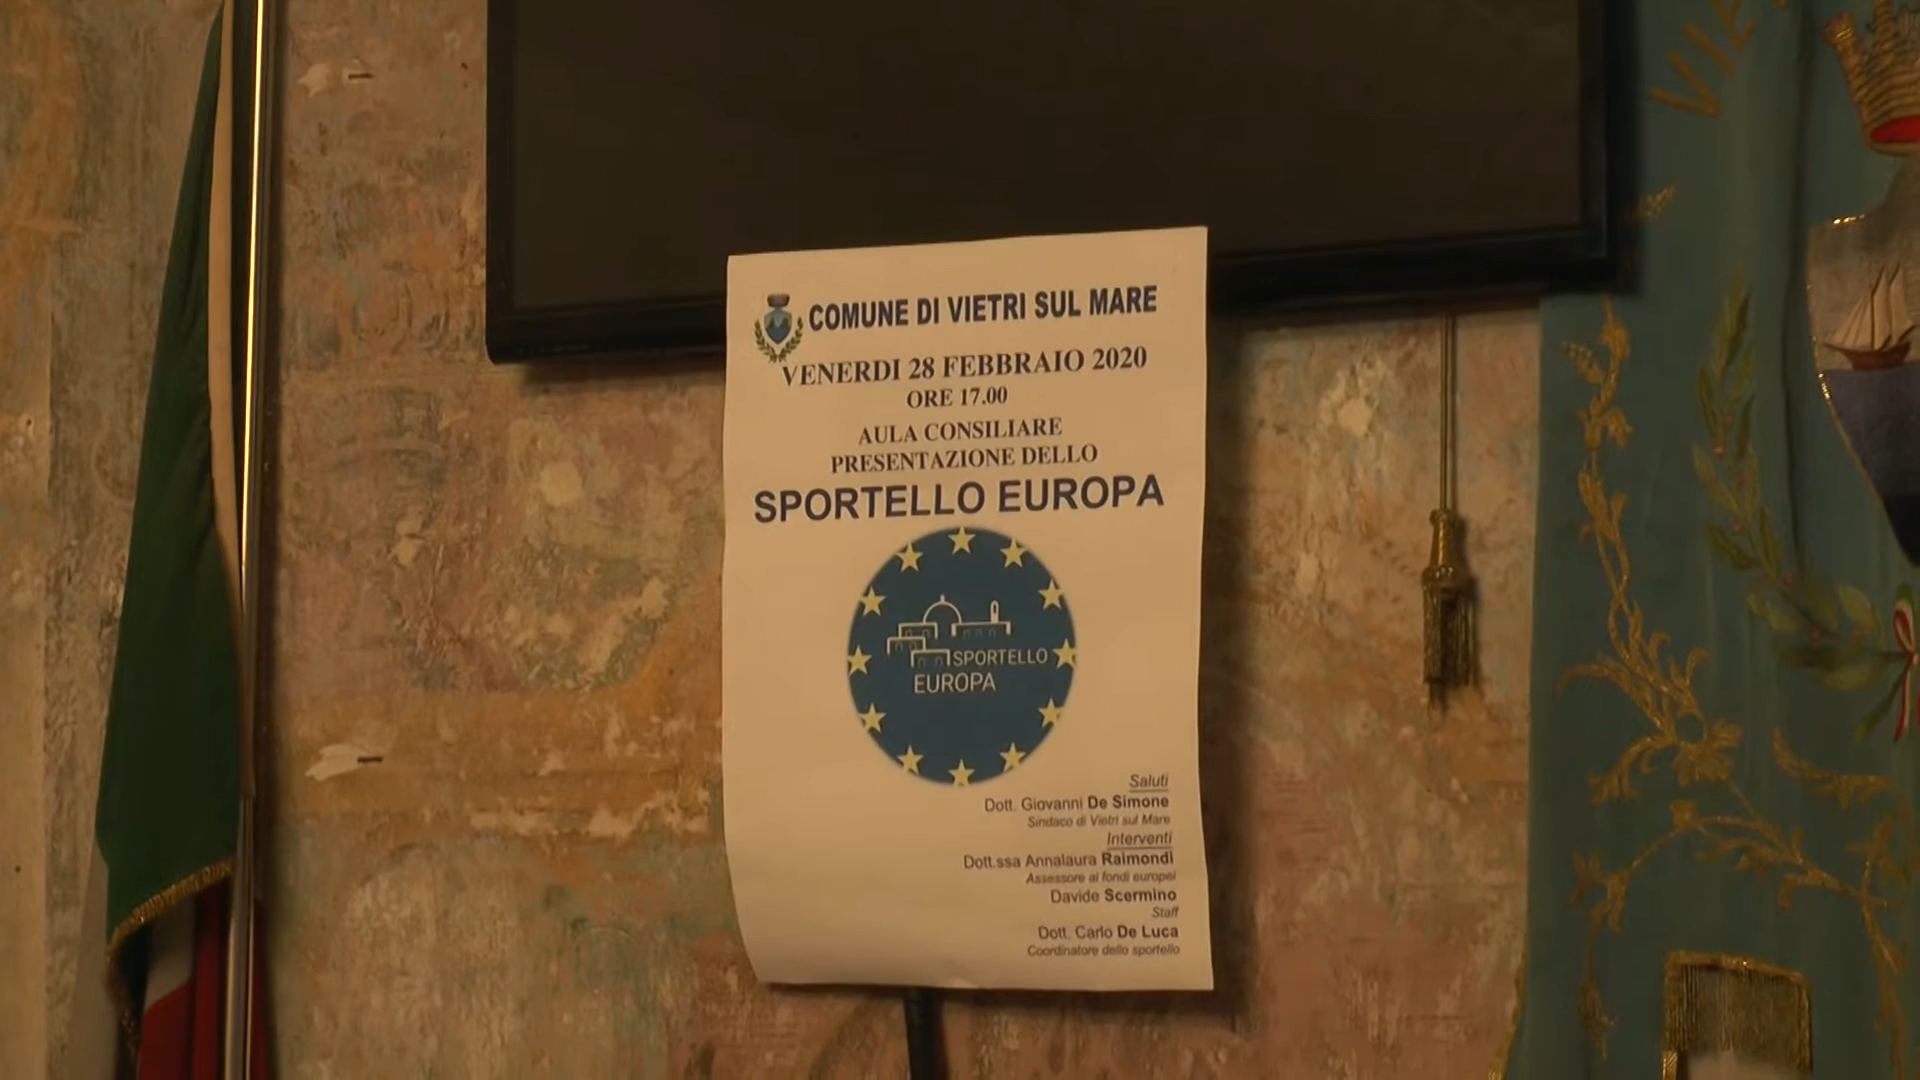 VIE
COMUNE DI VIETRI SUL MARE
VENERDI 28 FEBBRAIO 2020
ORE 17.00
AULA CONSILIARE
PRESENTAZIONE DELLO
SPORTELLO EUROPA
SPORTELLO
EUROPA
Saluti
Dott. Giovanni De Simone
Sindaco di Vietri sul Mare
Interventi
Dott.ssa Annalaura Raimondi
Assessore ai fondi europei
Davide Scermino
Staff
Dott. Carlo De Luca
Coordinatore dello sportello